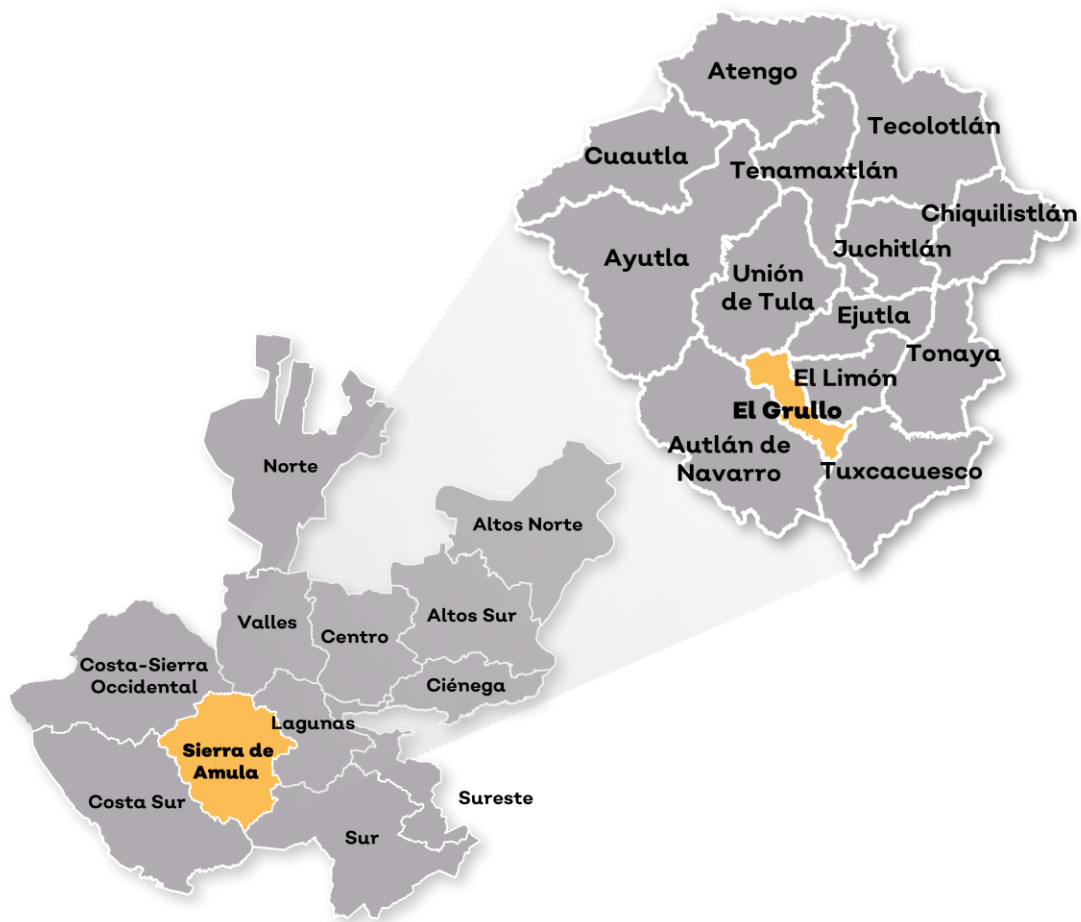 Atengo
Tecolotlán
Cuautla
Tenamaxtlán
Chiquilistlán
Juchitlán
Ayutla
Unión
de Tula
Ejutla
Tonaya
El Limón
El Grullo
Autlán de
Navarro
Tuxcacuesco
Norte
Altos Norte
Valles
Centro
Altos Sur
Costa-Sierra
Occidental
Ciénega
Lagunas
Sierra de
Amula
Costa Sur
Sureste
Sur